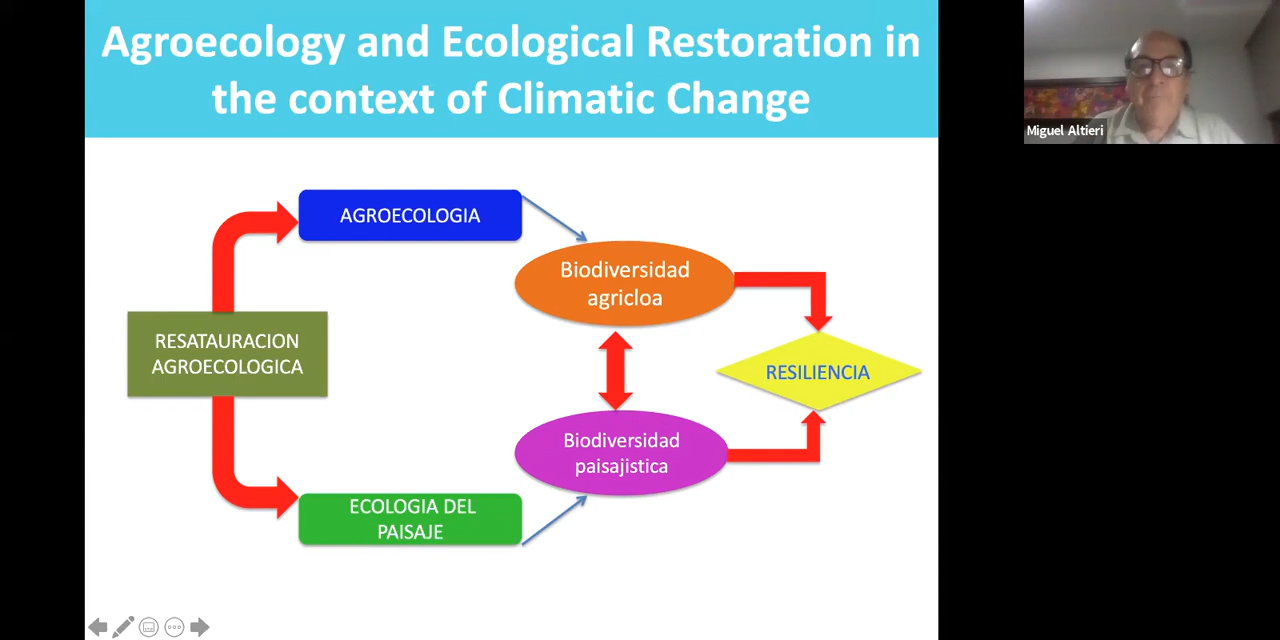 Agroecology and Ecological Restoration in
the context of Climatic Change
Miguel Altieri
AGROECOLOGIA
Biodiversidad
agricloa
RESATAURACION
AGROECOLOGICA
RESILIENCIA
Biodiversidad
paisajistica
ECOLOGIA DEL
PAISAJE